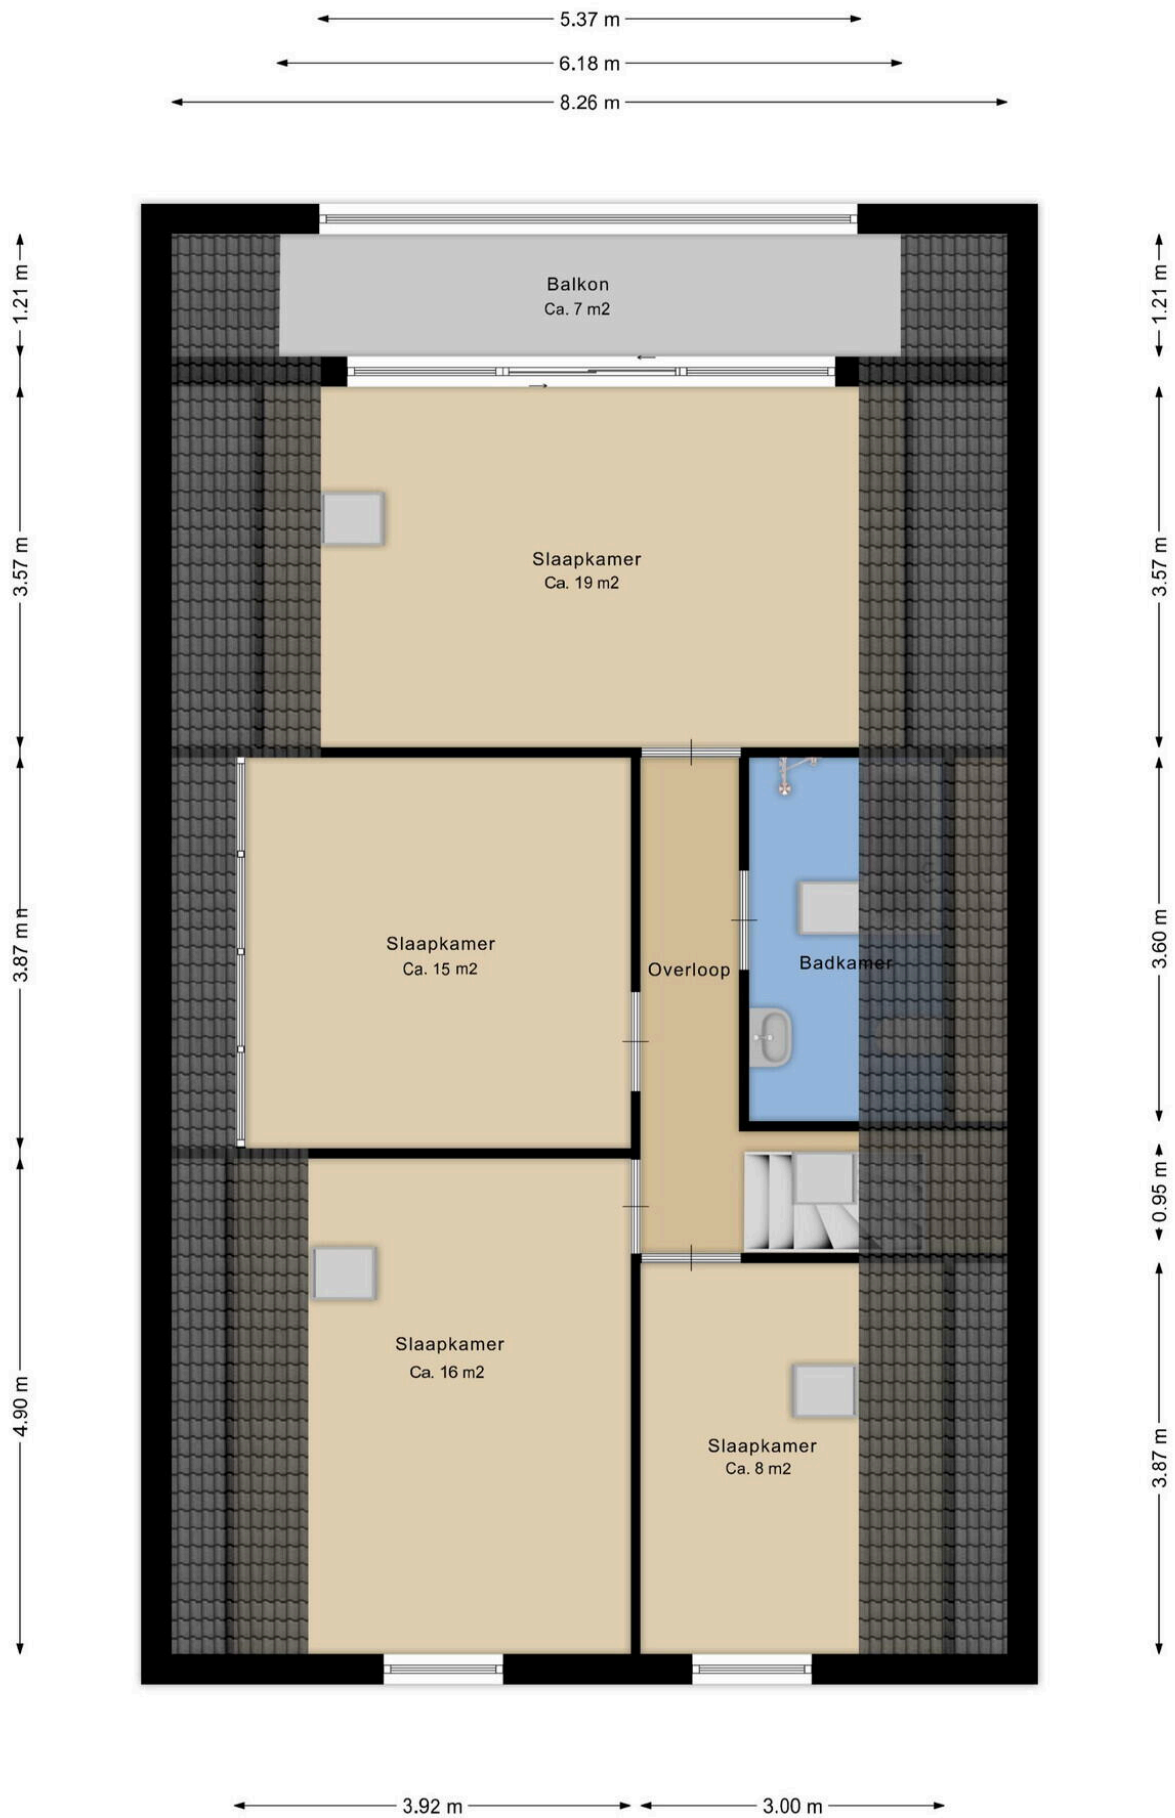 5.37 m
6.18 m
8.26 m
1.21 m
1.21 m
Balkon
Ca. 7 m2
3.57 m
3.57 m
Slaapkamer
Ca. 19 m2
3.87 m
3.60 m
Slaapkamer
Ca. 15 m2
Overloop
Badkamer
0.95 m
4.90 m
3.87 m
Slaapkamer
Ca. 16 m2
Slaapkamer
Ca. 8 m2
3.92 m
3.00 m